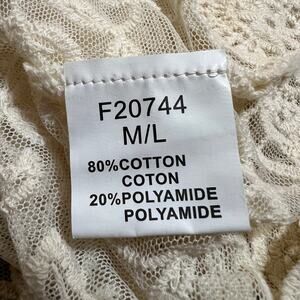 F20744
M/L
80%COTTON
COTON
20%POLYAMIDE
POLYAMIDE